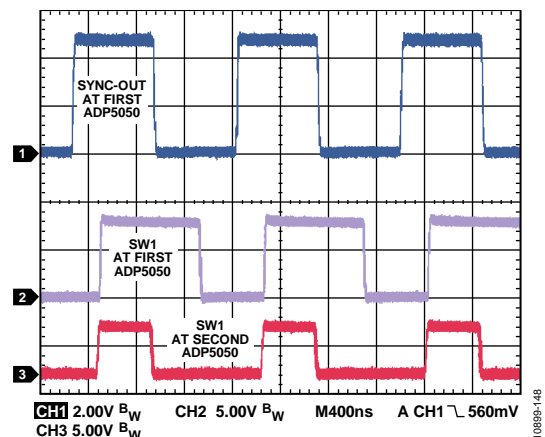 SYNC-OUT
AT FIRST
ADP5050
1
SW1
AT FIRST
ADP5050
2
SW1
AT SECOND
ADP5050
3
CH1 2.00V BW CH2 5.00V BW M400ns A CH1 ㄱ_ 560mV
CH3 5.00V BW
10899-148